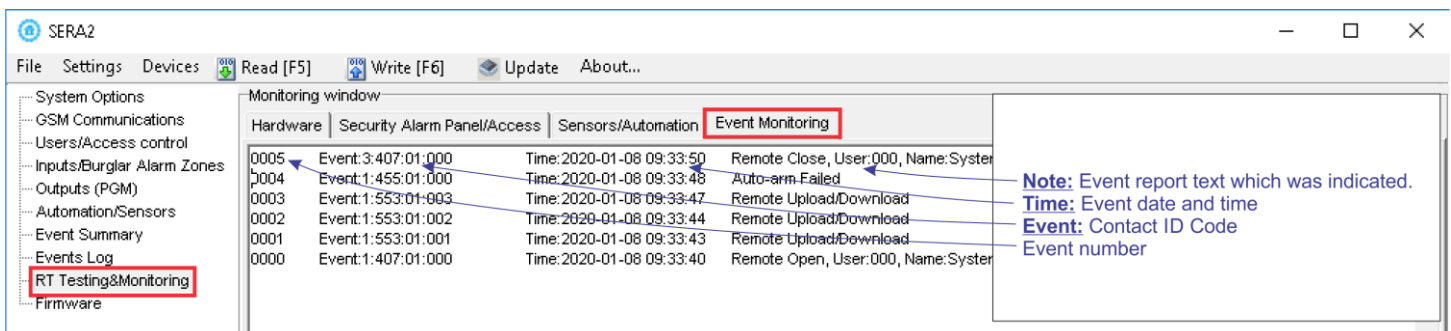 SERA2
File Settings Devices Read [F5] Write [F6] Update About...
System Options
GSM Communications
Users/Access control
Inputs/Burglar Alarm Zones
Outputs (PGM)
Automation/Sensors
Event Summary
Events Log
RT Testing&Monitoring
Firmware
Monitoring window
Hardware Security Alarm Panel/Access Sensors/Automation Event Monitoring
0005 Event:3:407:01:000 Time:2020-01-08 09:33:50 Remote Close, User:000, Name:System
0004 Event:1:455:01:000 Time:2020-01-08 09:33:48 Auto-arm Failed
0003 Event:1:553:01:003 Time:2020-01-08 09:33:47 Remote Upload/Download
0002 Event:1:553:01:002 Time:2020-01-08 09:33:44 Remote Upload/Download
0001 Event:1:553:01:001 Time:2020-01-08 09:33:43 Remote Upload/Download
0000 Event:1:407:01:000 Time:2020-01-08 09:33:40 Remote Open, User:000, Name:System
Note: Event report text which was indicated.
Time: Event date and time
Event: Contact ID Code
Event number